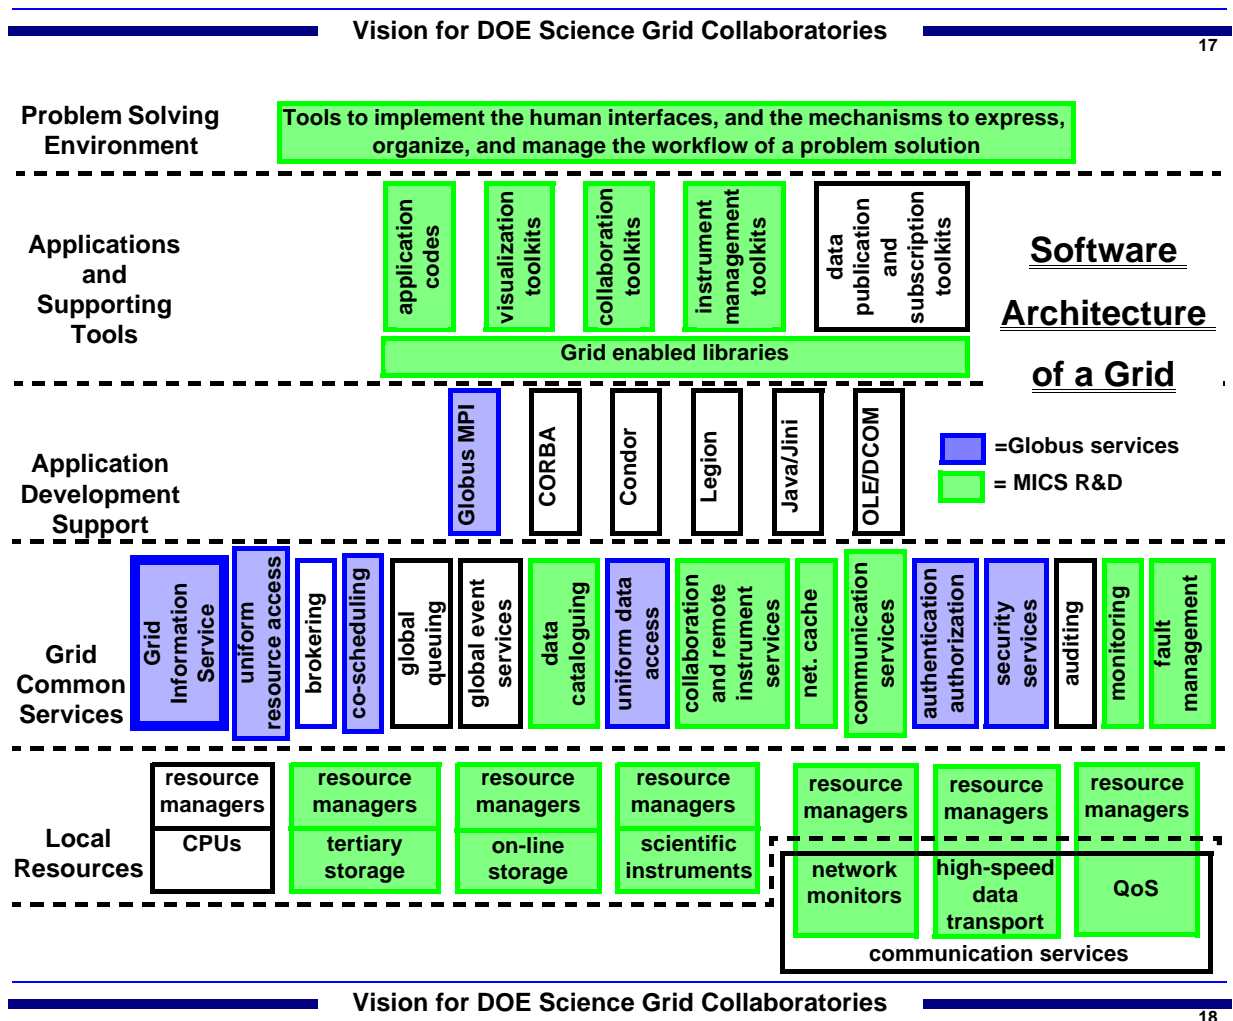 Vision for DOE Science Grid Collaboratories
17
Problem Solving
Environment
Tools to implement the human interfaces, and the mechanisms to express,
organize, and manage the workflow of a problem solution
Applications
and
Supporting
Tools
application
codes
visualization
toolkits
collaboration
toolkits
instrument
management
toolkits
data
publication
and
subscription
toolkits
Grid enabled libraries
Software
Architecture
of a Grid
Application
Development
Support
Globus MPI
CORBA
Condor
Legion
Java/Jini
OLE/DCOM
=Globus services
= MICS R&D
Grid
Common
Services
Grid
Information
Service
uniform
resource access
brokering
co-scheduling
global
queuing
global event
services
data
cataloguing
uniform data
access
collaboration
and remote
instrument
services
net. cache
communication
services
authentication
authorization
security
services
auditing
monitoring
fault
management
Local
Resources
resource
managers
CPUs
resource
managers
tertiary
storage
resource
managers
on-line
storage
resource
managers
scientific
instruments
resource
managers
network
monitors
resource
managers
high-speed
data
transport
resource
managers
QoS
communication services
Vision for DOE Science Grid Collaboratories
18